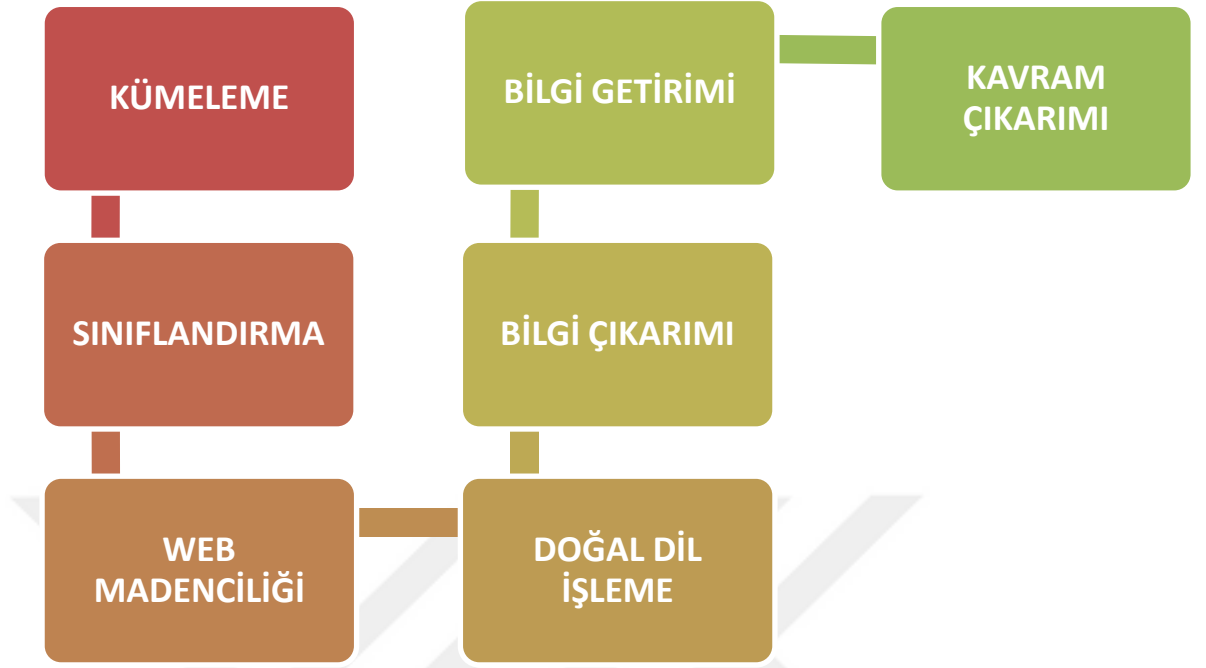 KÜMELEME
SINIFLANDIRMA
WEB
MADENCİLİĞİ
DOĞAL DİL
İŞLEME
BİLGİ ÇIKARIMI
BİLGİ GETİRİMİ
KAVRAM
ÇIKARIMI